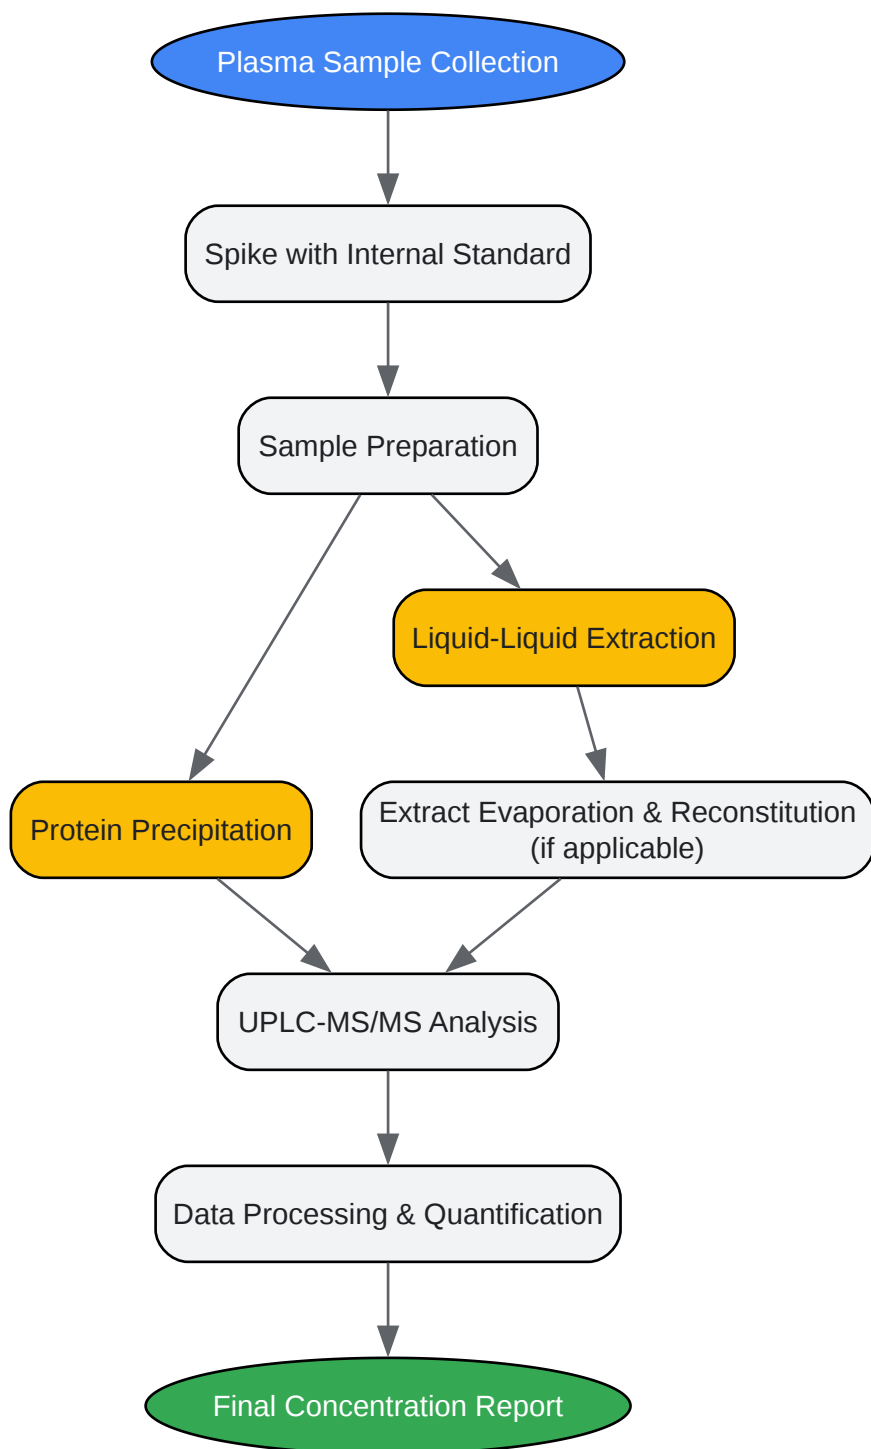 Plasma Sample Collection
Spike with Internal Standard
Sample Preparation
Liquid-Liquid Extraction
Protein Precipitation
Extract Evaporation & Reconstitution
(if applicable)
UPLC-MS/MS Analysis
Data Processing & Quantification
Final Concentration Report